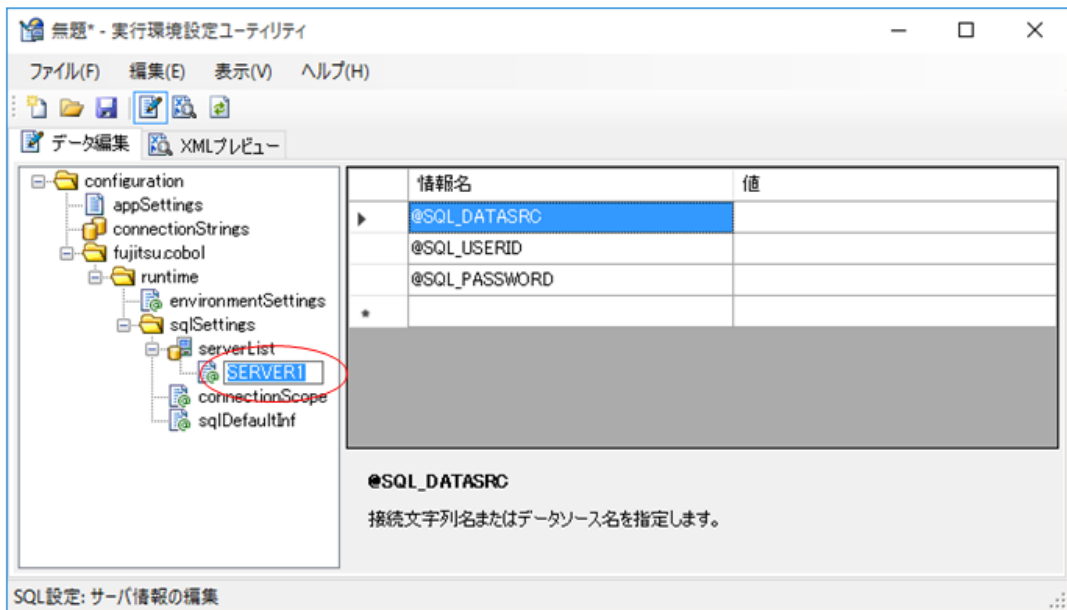 無題* - 実行環境設定ユーティリティ
ファイル(F) 編集(E) 表示(V) ヘルプ(H)
データ編集 XMLプレビュー
configuration
appSettings
connectionStrings
fujitsu.cobol
runtime
environmentSettings
sqlSettings
serverList
SERVER1
connectionScope
sqlDefaultInf
情報名 値
@SQL_DATASRC
@SQL_USERID
@SQL_PASSWORD
@SQL_DATASRC
接続文字列名またはデータソース名を指定します。
SQL設定: サーバ情報の編集